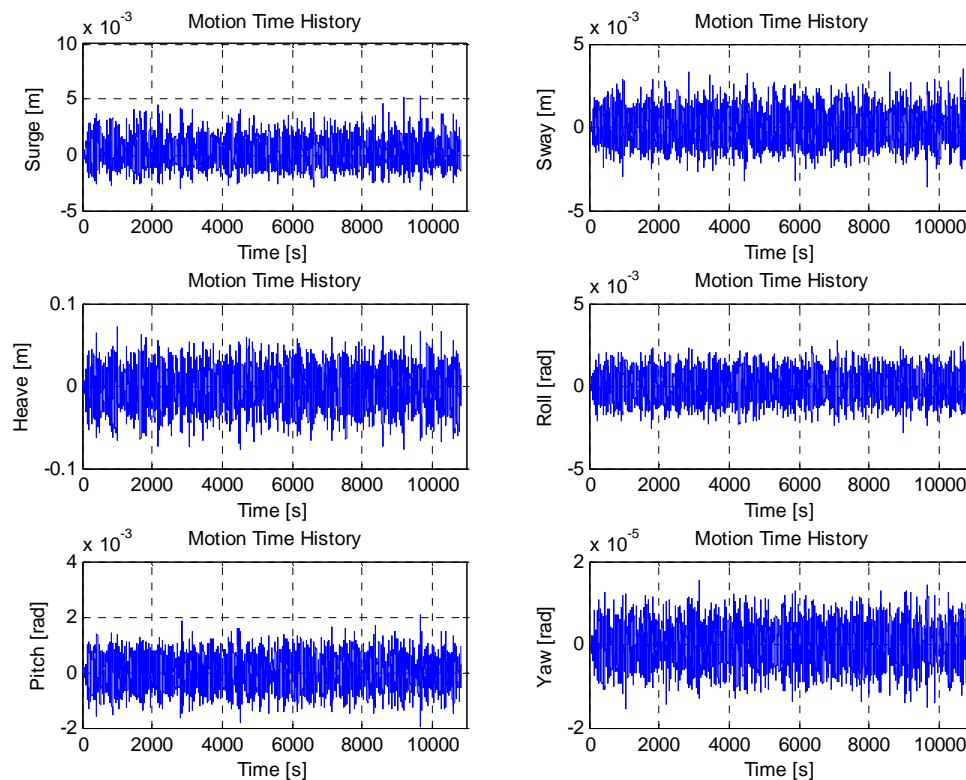 x 10^-3
Motion Time History
10
5
0
-5
Surge [m]
0 2000 4000 6000 8000 10000
Time [s]
x 10^-3
Motion Time History
5
0
-5
Sway [m]
0 2000 4000 6000 8000 10000
Time [s]
Motion Time History
0.1
0
-0.1
Heave [m]
0 2000 4000 6000 8000 10000
Time [s]
x 10^-3
Motion Time History
5
0
-5
Roll [rad]
0 2000 4000 6000 8000 10000
Time [s]
x 10^-3
Motion Time History
4
2
0
-2
Pitch [rad]
0 2000 4000 6000 8000 10000
Time [s]
x 10^-5
Motion Time History
2
0
-2
Yaw [rad]
0 2000 4000 6000 8000 10000
Time [s]